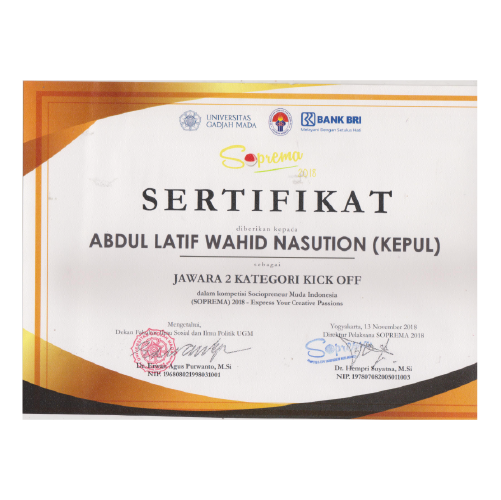 UNIVERSITAS
GADJAH MADA
BANK BRI
Melayani Dengan Setulus Hati
Soprema
2018
SERTIFIKAT
diberikan kepada
ABDUL LATIF WAHID NASUTION (KEPUL)
sebagai
JAWARA 2 KATEGORI KICK OFF
dalam kompetisi Sociopreneur Muda Indonesia
(SOPREMA) 2018 - Express Your Creative Passions
Mengetahui,
Dekan Fakultas Ilmu Sosial dan Ilmu Politik UGM
Dr. Erwan Agus Purwanto, M.Si
NIP. 196808021998031001
Yogyakarta, 13 November 2018
Direktur Pelaksana SOPREMA 2018
Soprema
Dr. Hempri Suyatna, M.Si
NIP. 197807082005011003